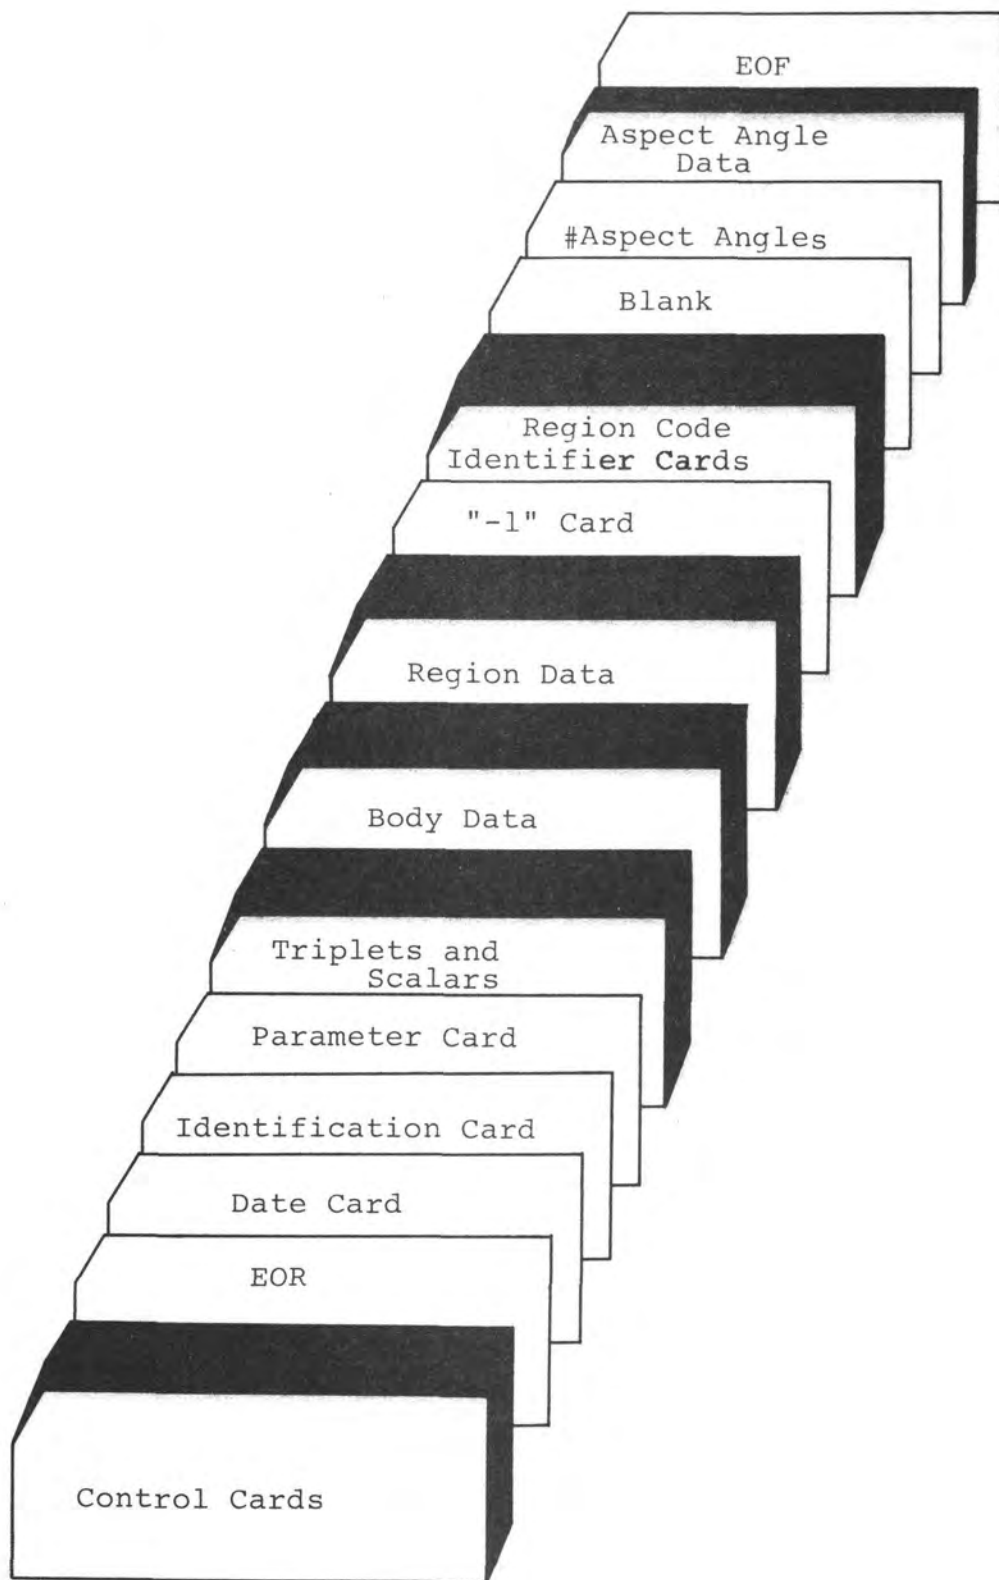 EOF
Aspect Angle
Data
#Aspect Angles
Blank
Region Code
Identifier Cards
"-1" Card
Region Data
Body Data
Triplets and
Scalars
Parameter Card
Identification Card
Date Card
EOR
Control Cards